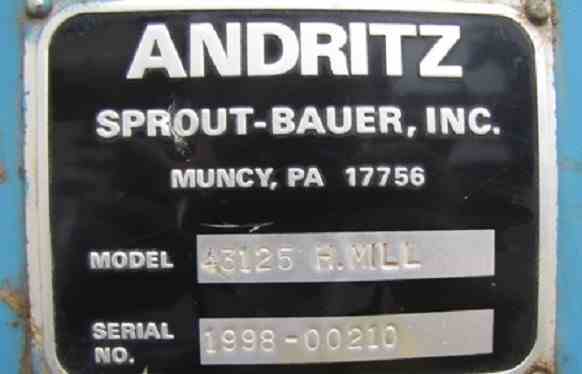 ANDRITZ
SPROUT-BAUER, INC.
MUNCY, PA 17756
MODEL 43125 H.MILL
SERIAL NO. 1998-00210